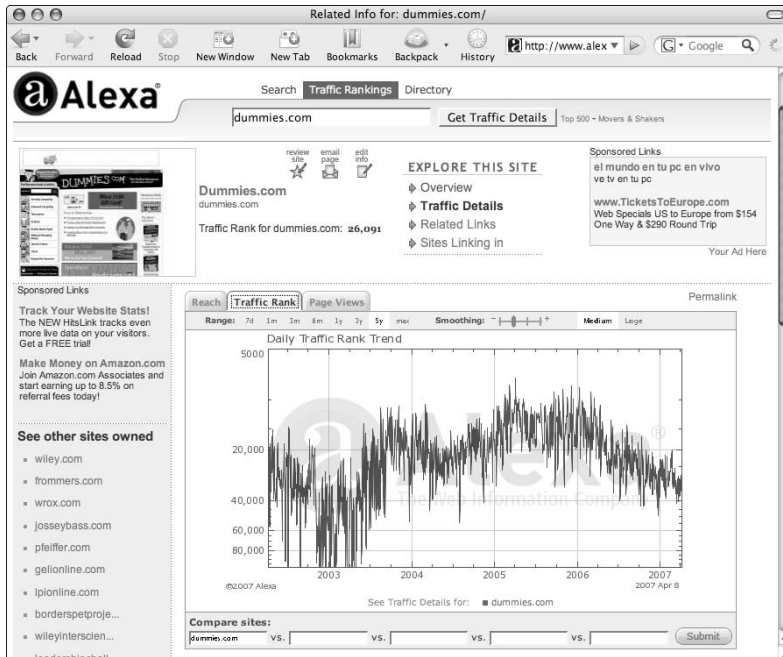 Related Info for: dummies.com/
Back Forward Reload Stop New Window New Tab Bookmarks Backpack History http://www.alex G Google
a Alexa®
Search Traffic Rankings Directory
dummies.com Get Traffic Details Top 500 - Movers & Shakers
DUMMIES.COM
review site email page edit info
Dummies.com
dummies.com
Traffic Rank for dummies.com: 26,091
EXPLORE THIS SITE
Overview
Traffic Details
Related Links
Sites Linking in
Sponsored Links
el mundo en tu pc en vivo
ve tv en tu pc
www.TicketsToEurope.com
Web Specials US to Europe from $154
One Way & $290 Round Trip
Your Ad Here
Sponsored Links
Track Your Website Stats!
The NEW HitsLink tracks even
more live data on your visitors.
Get a FREE trial!
Make Money on Amazon.com
Join Amazon.com Associates and
start earning up to 8.5% on
referral fees today!
See other sites owned
wiley.com
frommers.com
wrox.com
josseybass.com
pfeiffer.com
gelionline.com
lpionline.com
borderspetproje...
wileyinterscien...
Reach Traffic Rank Page Views Permalink
Range: 7d 1m 3m 6m 1y 3y 5y max Smoothing: - + Medium Large
Daily Traffic Rank Trend
5000
20,000
40,000
60,000
80,000
a Alexa®
The Web Information Company
2003 2004 2005 2006 2007
©2007 Alexa 2007 Apr 8
See Traffic Details for: dummies.com
Compare sites:
dummies.com vs. vs. vs. vs. Submit